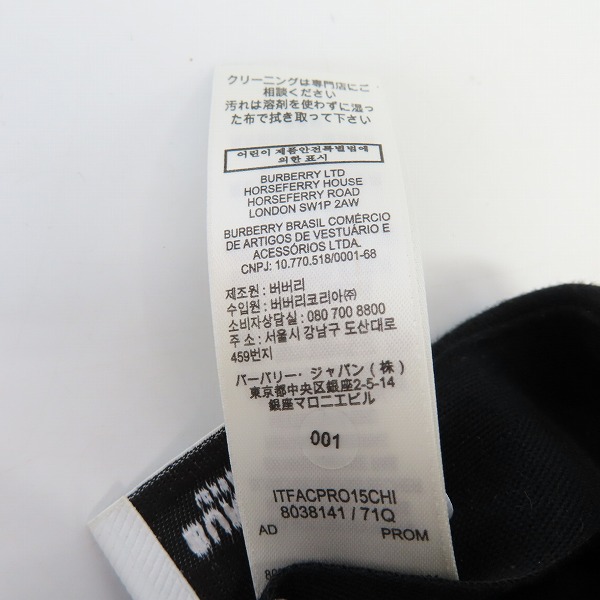 クリーニングは専門店にご
相談ください
汚れは溶剤を使わずに湿っ
た布で拭き取って下さい
어린이 제품안전특별법에
의한 표시
BURBERRY LTD
HORSEFERRY HOUSE
HORSEFERRY ROAD
LONDON SW1P 2AW
BURBERRY BRASIL COMÉRCIO
DE ARTIGOS DE VESTUÁRIO E
ACESSÓRIOS LTDA.
CNPJ: 10.770.518/0001-68
제조원 : 버버리
수입원 : 버버리코리아㈜
소비자상담실 : 080 700 8800
주 소 : 서울시 강남구 도산대로
459번지
バーバリー・ジャパン(株)
東京都中央区銀座2-5-14
銀座マロニエビル
001
ITFACPRO15CHI
8038141 / 71Q
AD PROM